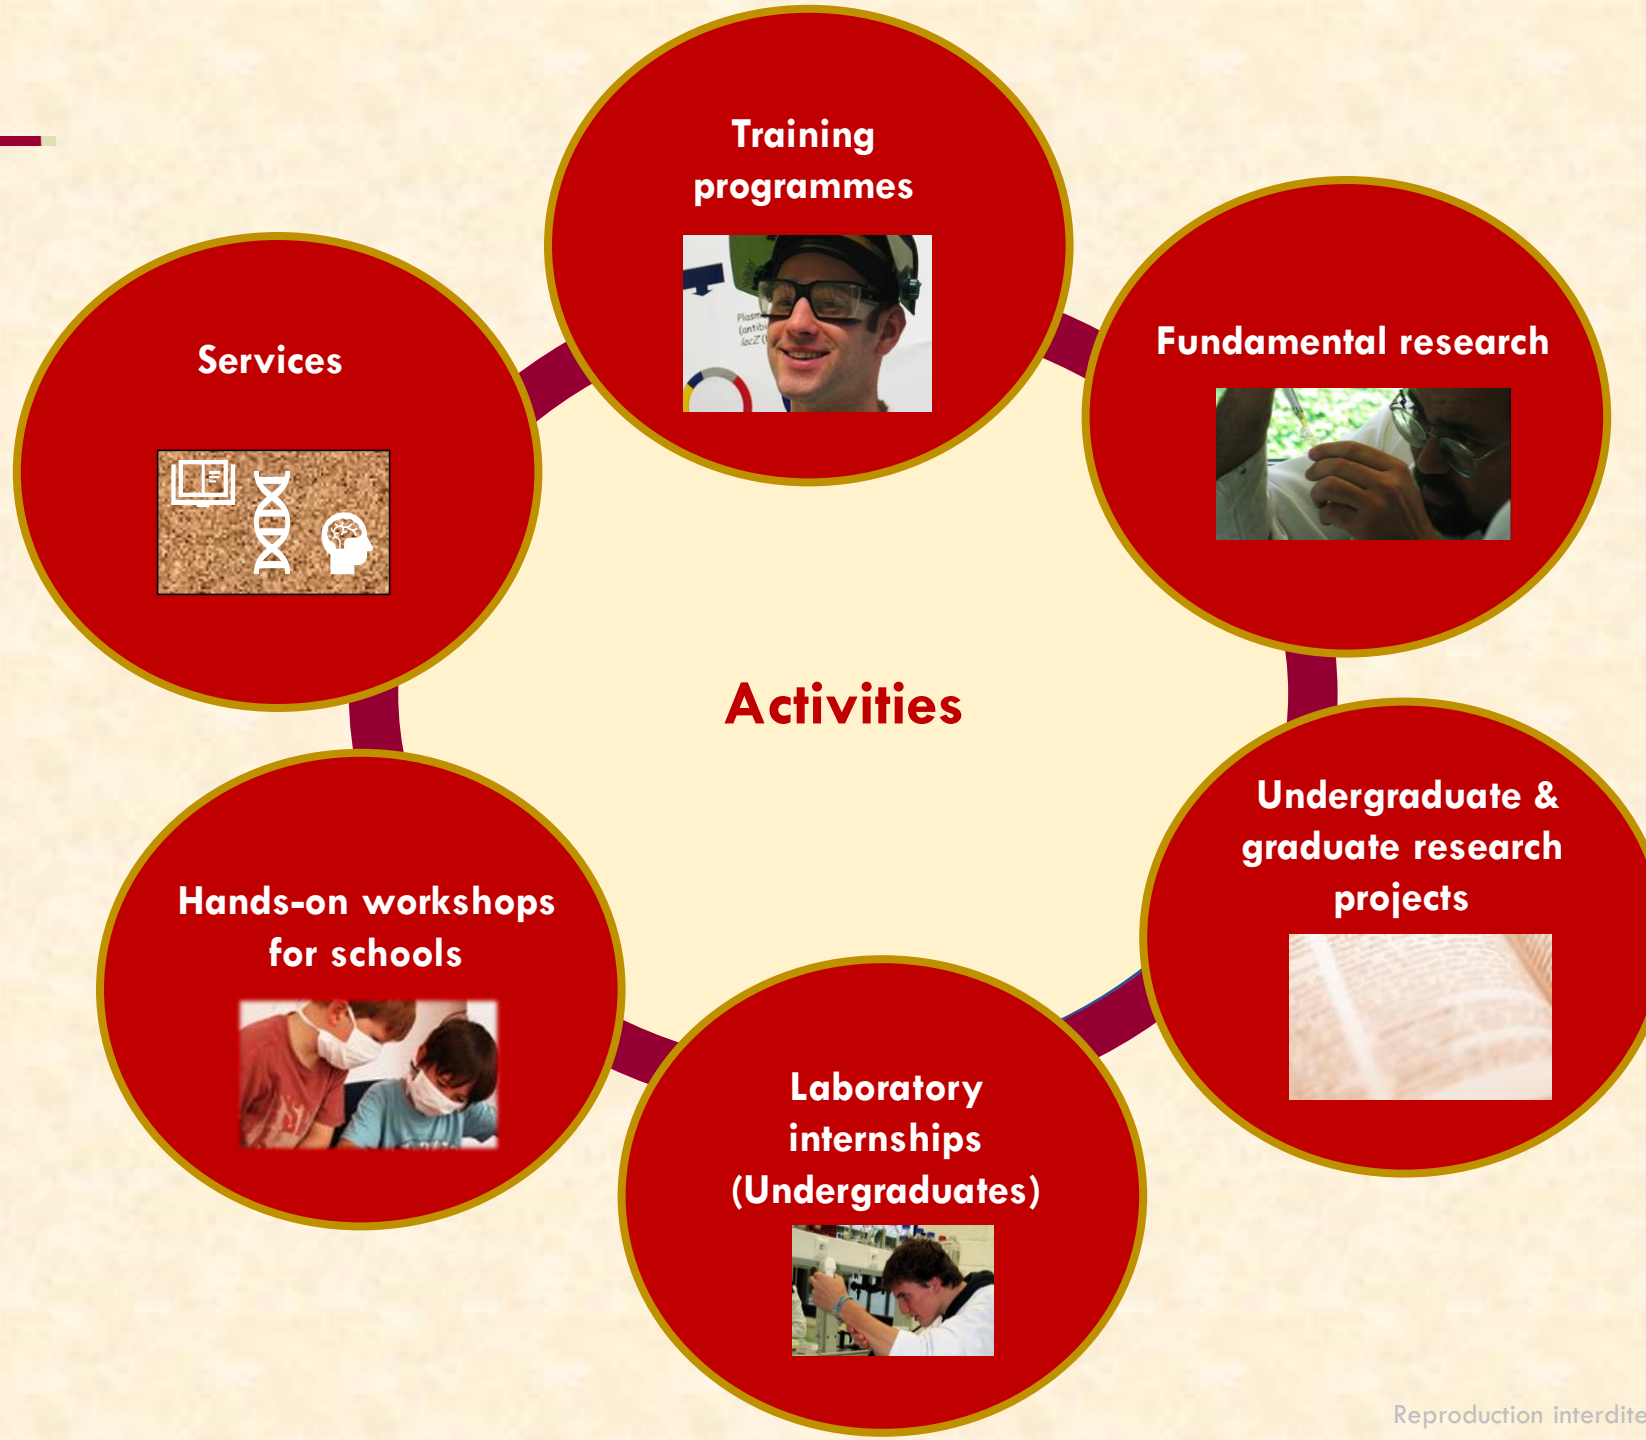 Training
programmes
Fundamental research
Services
Activities
Undergraduate &
graduate research
projects
Hands-on workshops
for schools
Laboratory
internships
(Undergraduates)
Reproduction interdite